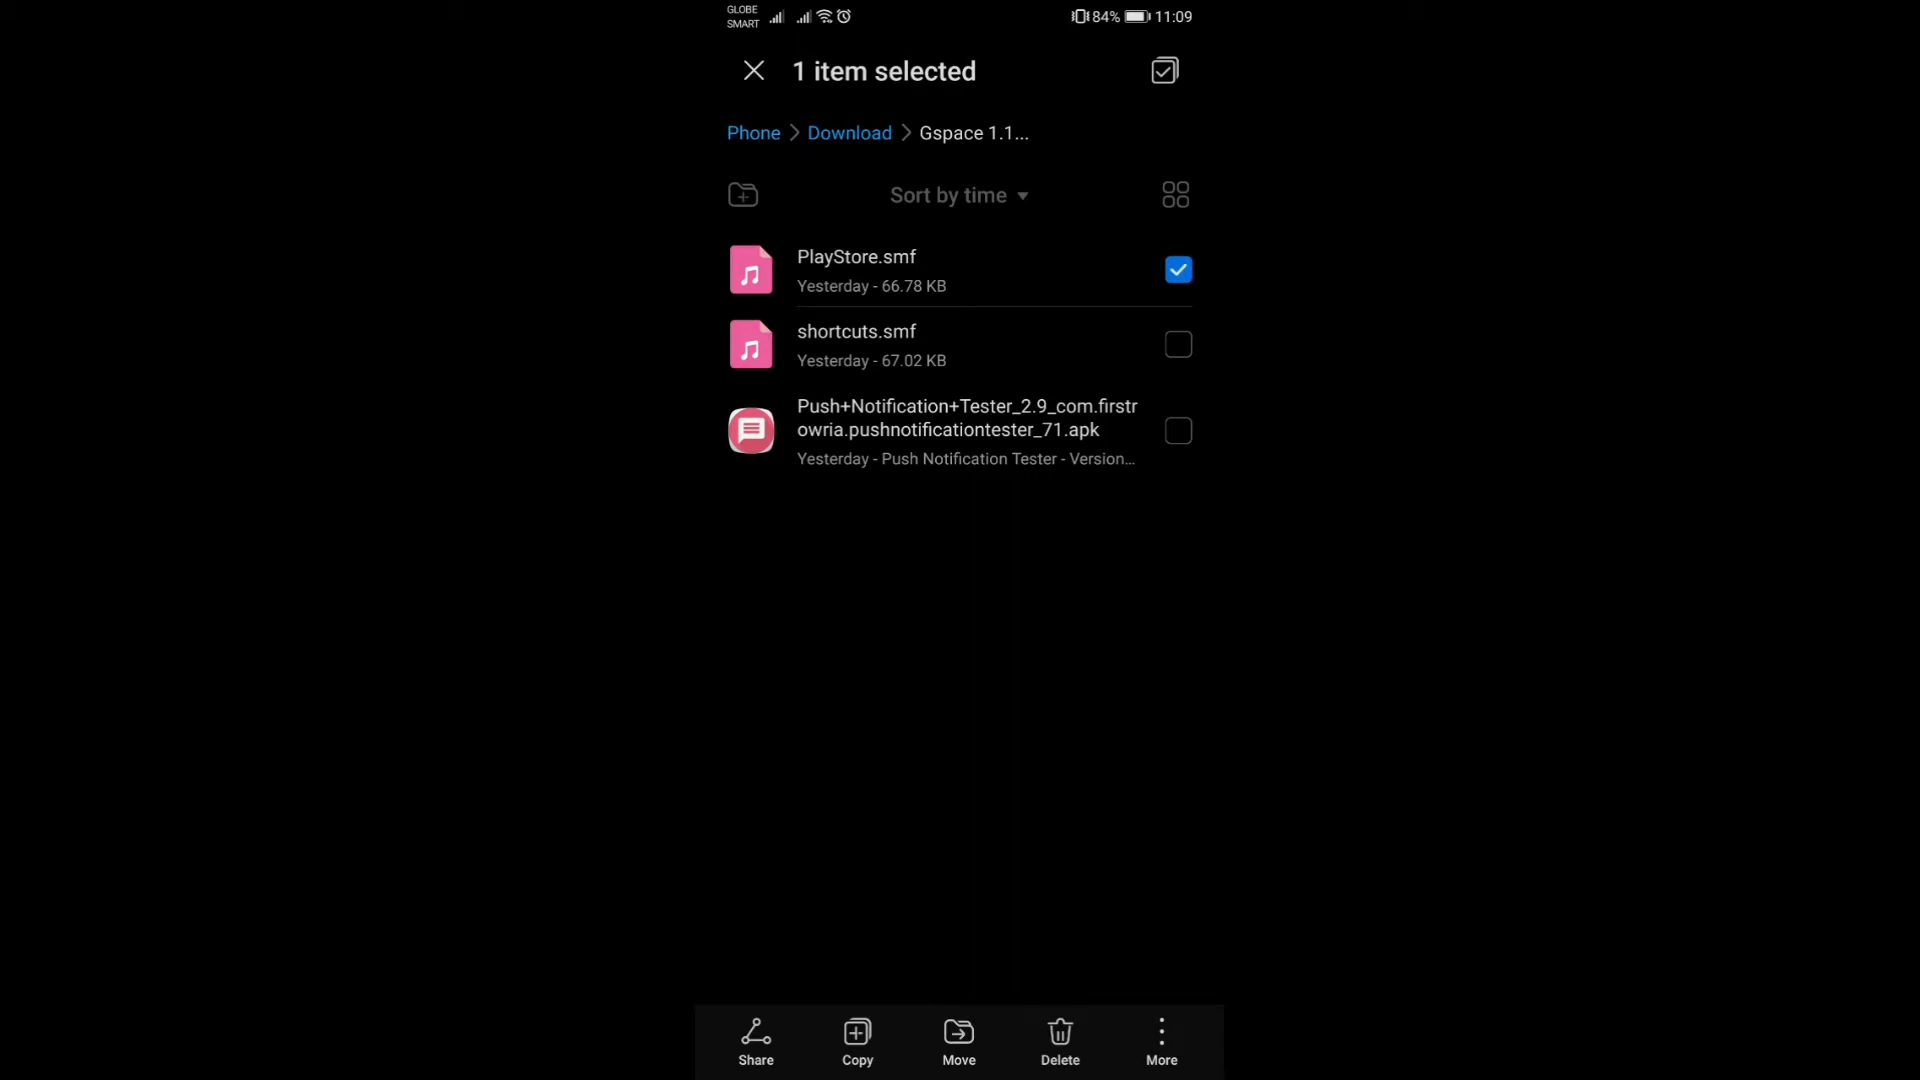 GLOBE
SMART
84% 11:09
1 item selected
Phone Download Gspace 1.1...
Sort by time
PlayStore.smf
Yesterday - 66.78 KB
shortcuts.smf
Yesterday - 67.02 KB
Push+Notification+Tester_2.9_com.firstr
owria.pushnotificationtester_71.apk
Yesterday - Push Notification Tester - Version...
Share Copy Move Delete More